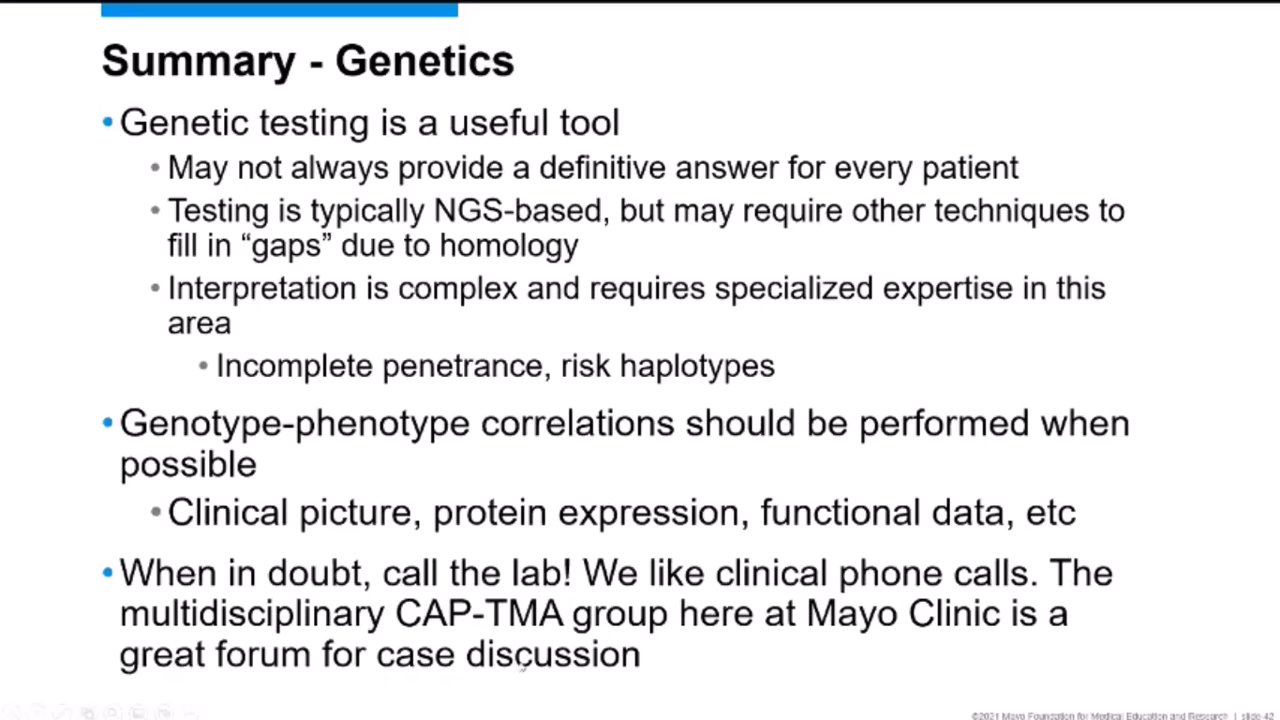 Summary - Genetics
•Genetic testing is a useful tool
•May not always provide a definitive answer for every patient
•Testing is typically NGS-based, but may require other techniques to
fill in “gaps” due to homology
•Interpretation is complex and requires specialized expertise in this
area
•Incomplete penetrance, risk haplotypes
•Genotype-phenotype correlations should be performed when
possible
•Clinical picture, protein expression, functional data, etc
•When in doubt, call the lab! We like clinical phone calls. The
multidisciplinary CAP-TMA group here at Mayo Clinic is a
great forum for case discussion
©2021 Mayo Foundation for Medical Education and Research | slide-42